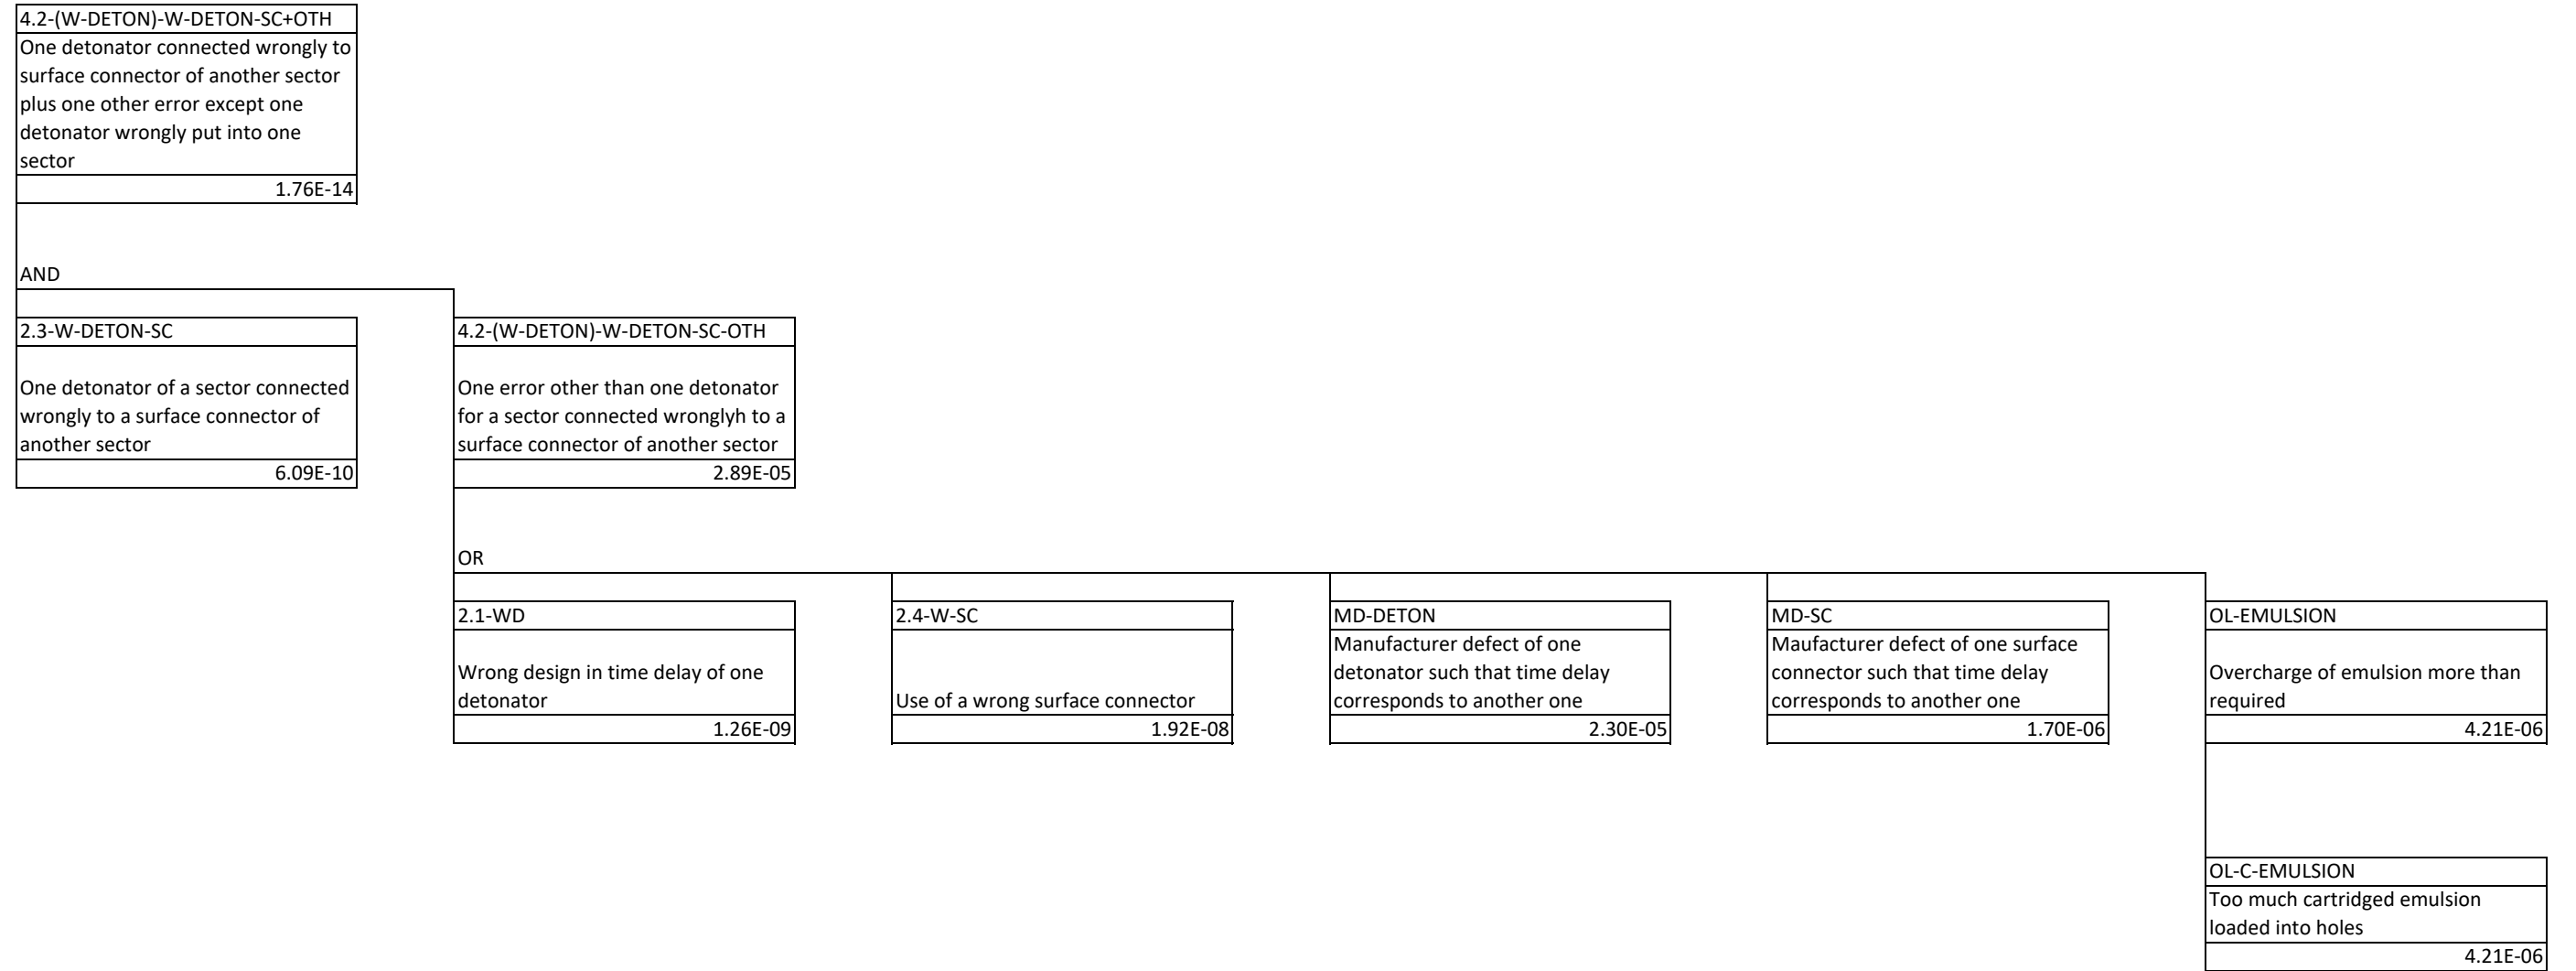 4.2-(W-DETON)-W-DETON-SC+OTH
One detonator connected wrongly to
surface connector of another sector
plus one other error except one
detonator wrongly put into one
sector
1.76E-14
AND
2.3-W-DETON-SC
One detonator of a sector connected
wrongly to a surface connector of
another sector
6.09E-10
4.2-(W-DETON)-W-DETON-SC-OTH
One error other than one detonator
for a sector connected wronglyh to a
surface connector of another sector
2.89E-05
OR
2.1-WD
Wrong design in time delay of one
detonator
1.26E-09
2.4-W-SC
Use of a wrong surface connector
1.92E-08
MD-DETON
Manufacturer defect of one
detonator such that time delay
corresponds to another one
2.30E-05
MD-SC
Maufacturer defect of one surface
connector such that time delay
corresponds to another one
1.70E-06
OL-EMULSION
Overcharge of emulsion more than
required
4.21E-06
OL-C-EMULSION
Too much cartridged emulsion
loaded into holes
4.21E-06